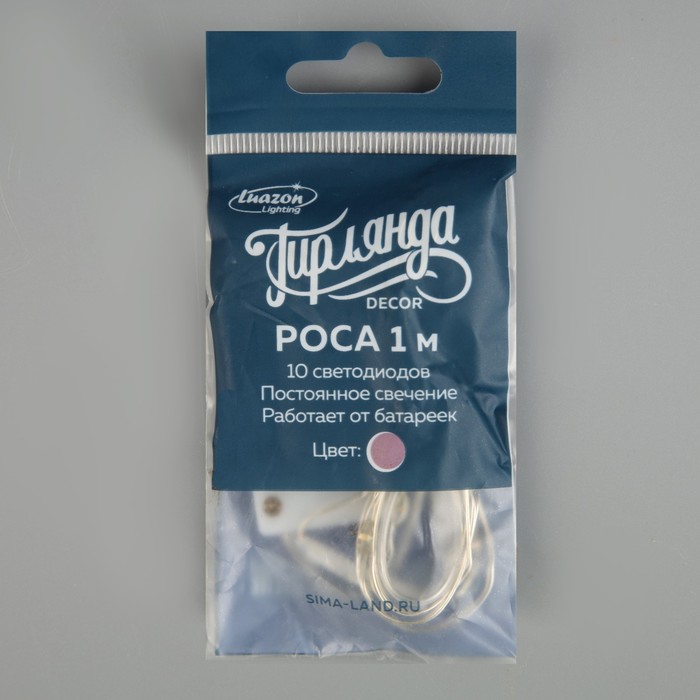 Luazon
Lighting
Гирлянда
DECOR
РОСА 1 м
10 светодиодов
Постоянное свечение
Работает от батареек
Цвет:
SIMA-LAND.RU